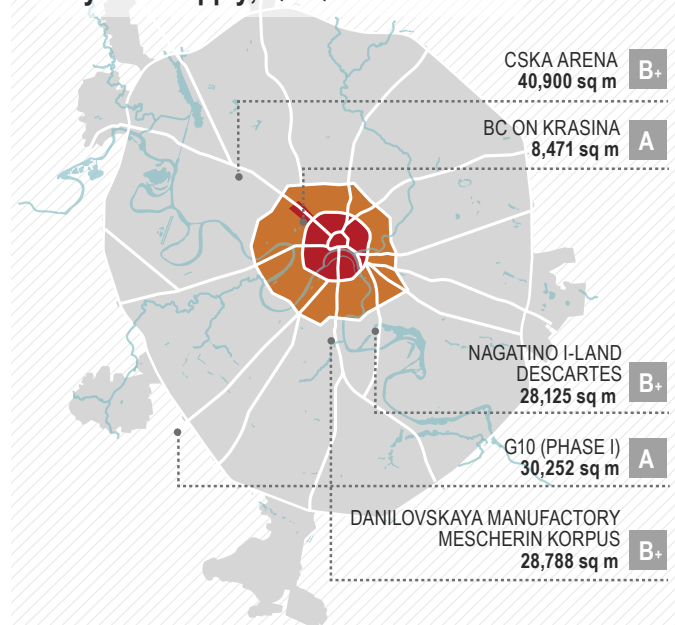 CSKA ARENA
40,900 sq m
B+
BC ON KRASINA
8,471 sq m
A
NAGATINO I-LAND
DESCARTES
28,125 sq m
B+
G10 (PHASE I)
30,252 sq m
A
DANILOVSKAYA MANUFACTORY
MESCHERIN KORPUS
28,788 sq m
B+